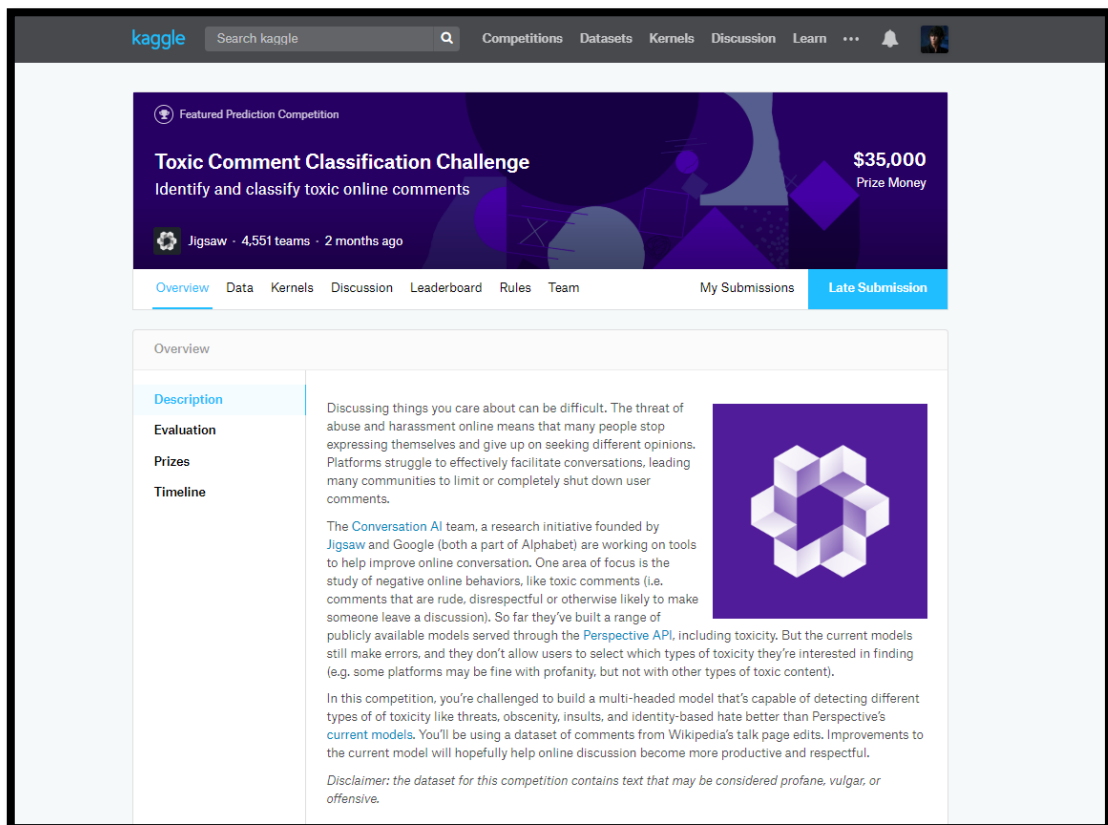 kaggle
Search kaggle
Competitions Datasets Kernels Discussion Learn
Featured Prediction Competition
Toxic Comment Classification Challenge
Identify and classify toxic online comments
$35,000
Prize Money
Jigsaw · 4,551 teams · 2 months ago
Overview Data Kernels Discussion Leaderboard Rules Team My Submissions Late Submission
Overview
Description
Evaluation
Prizes
Timeline
Discussing things you care about can be difficult. The threat of
abuse and harassment online means that many people stop
expressing themselves and give up on seeking different opinions.
Platforms struggle to effectively facilitate conversations, leading
many communities to limit or completely shut down user
comments.
The Conversation AI team, a research initiative founded by
Jigsaw and Google (both a part of Alphabet) are working on tools
to help improve online conversation. One area of focus is the
study of negative online behaviors, like toxic comments (i.e.
comments that are rude, disrespectful or otherwise likely to make
someone leave a discussion). So far they've built a range of
publicly available models served through the Perspective API, including toxicity. But the current models
still make errors, and they don't allow users to select which types of toxicity they're interested in finding
(e.g. some platforms may be fine with profanity, but not with other types of toxic content).
In this competition, you're challenged to build a multi-headed model that's capable of detecting different
types of of toxicity like threats, obscenity, insults, and identity-based hate better than Perspective's
current models. You'll be using a dataset of comments from Wikipedia's talk page edits. Improvements to
the current model will hopefully help online discussion become more productive and respectful.
Disclaimer: the dataset for this competition contains text that may be considered profane, vulgar, or
offensive.